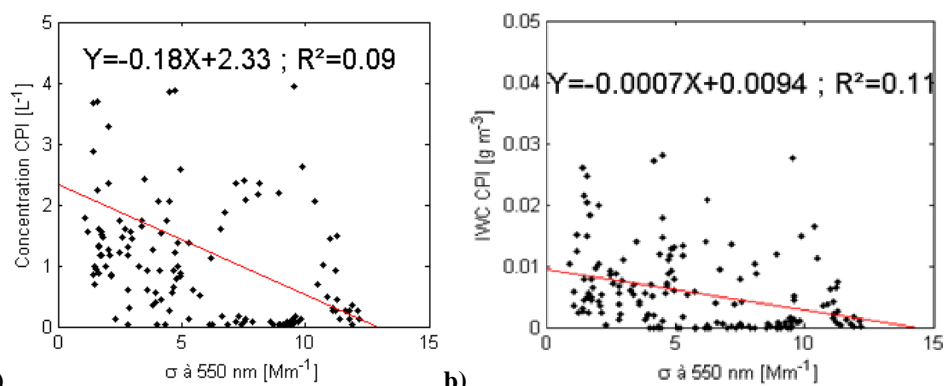 5
4
3
2
1
0
Concentration CPI [L-1]
Y=-0.18X+2.33 ; R²=0.09
0 5 10 15
σ à 550 nm [Mm-1]
)
0.05
0.04
0.03
0.02
0.01
0
IWC CPI [g m-3]
Y=-0.0007X+0.0094 ; R²=0.11
0 5 10 15
σ à 550 nm [Mm-1]
b)